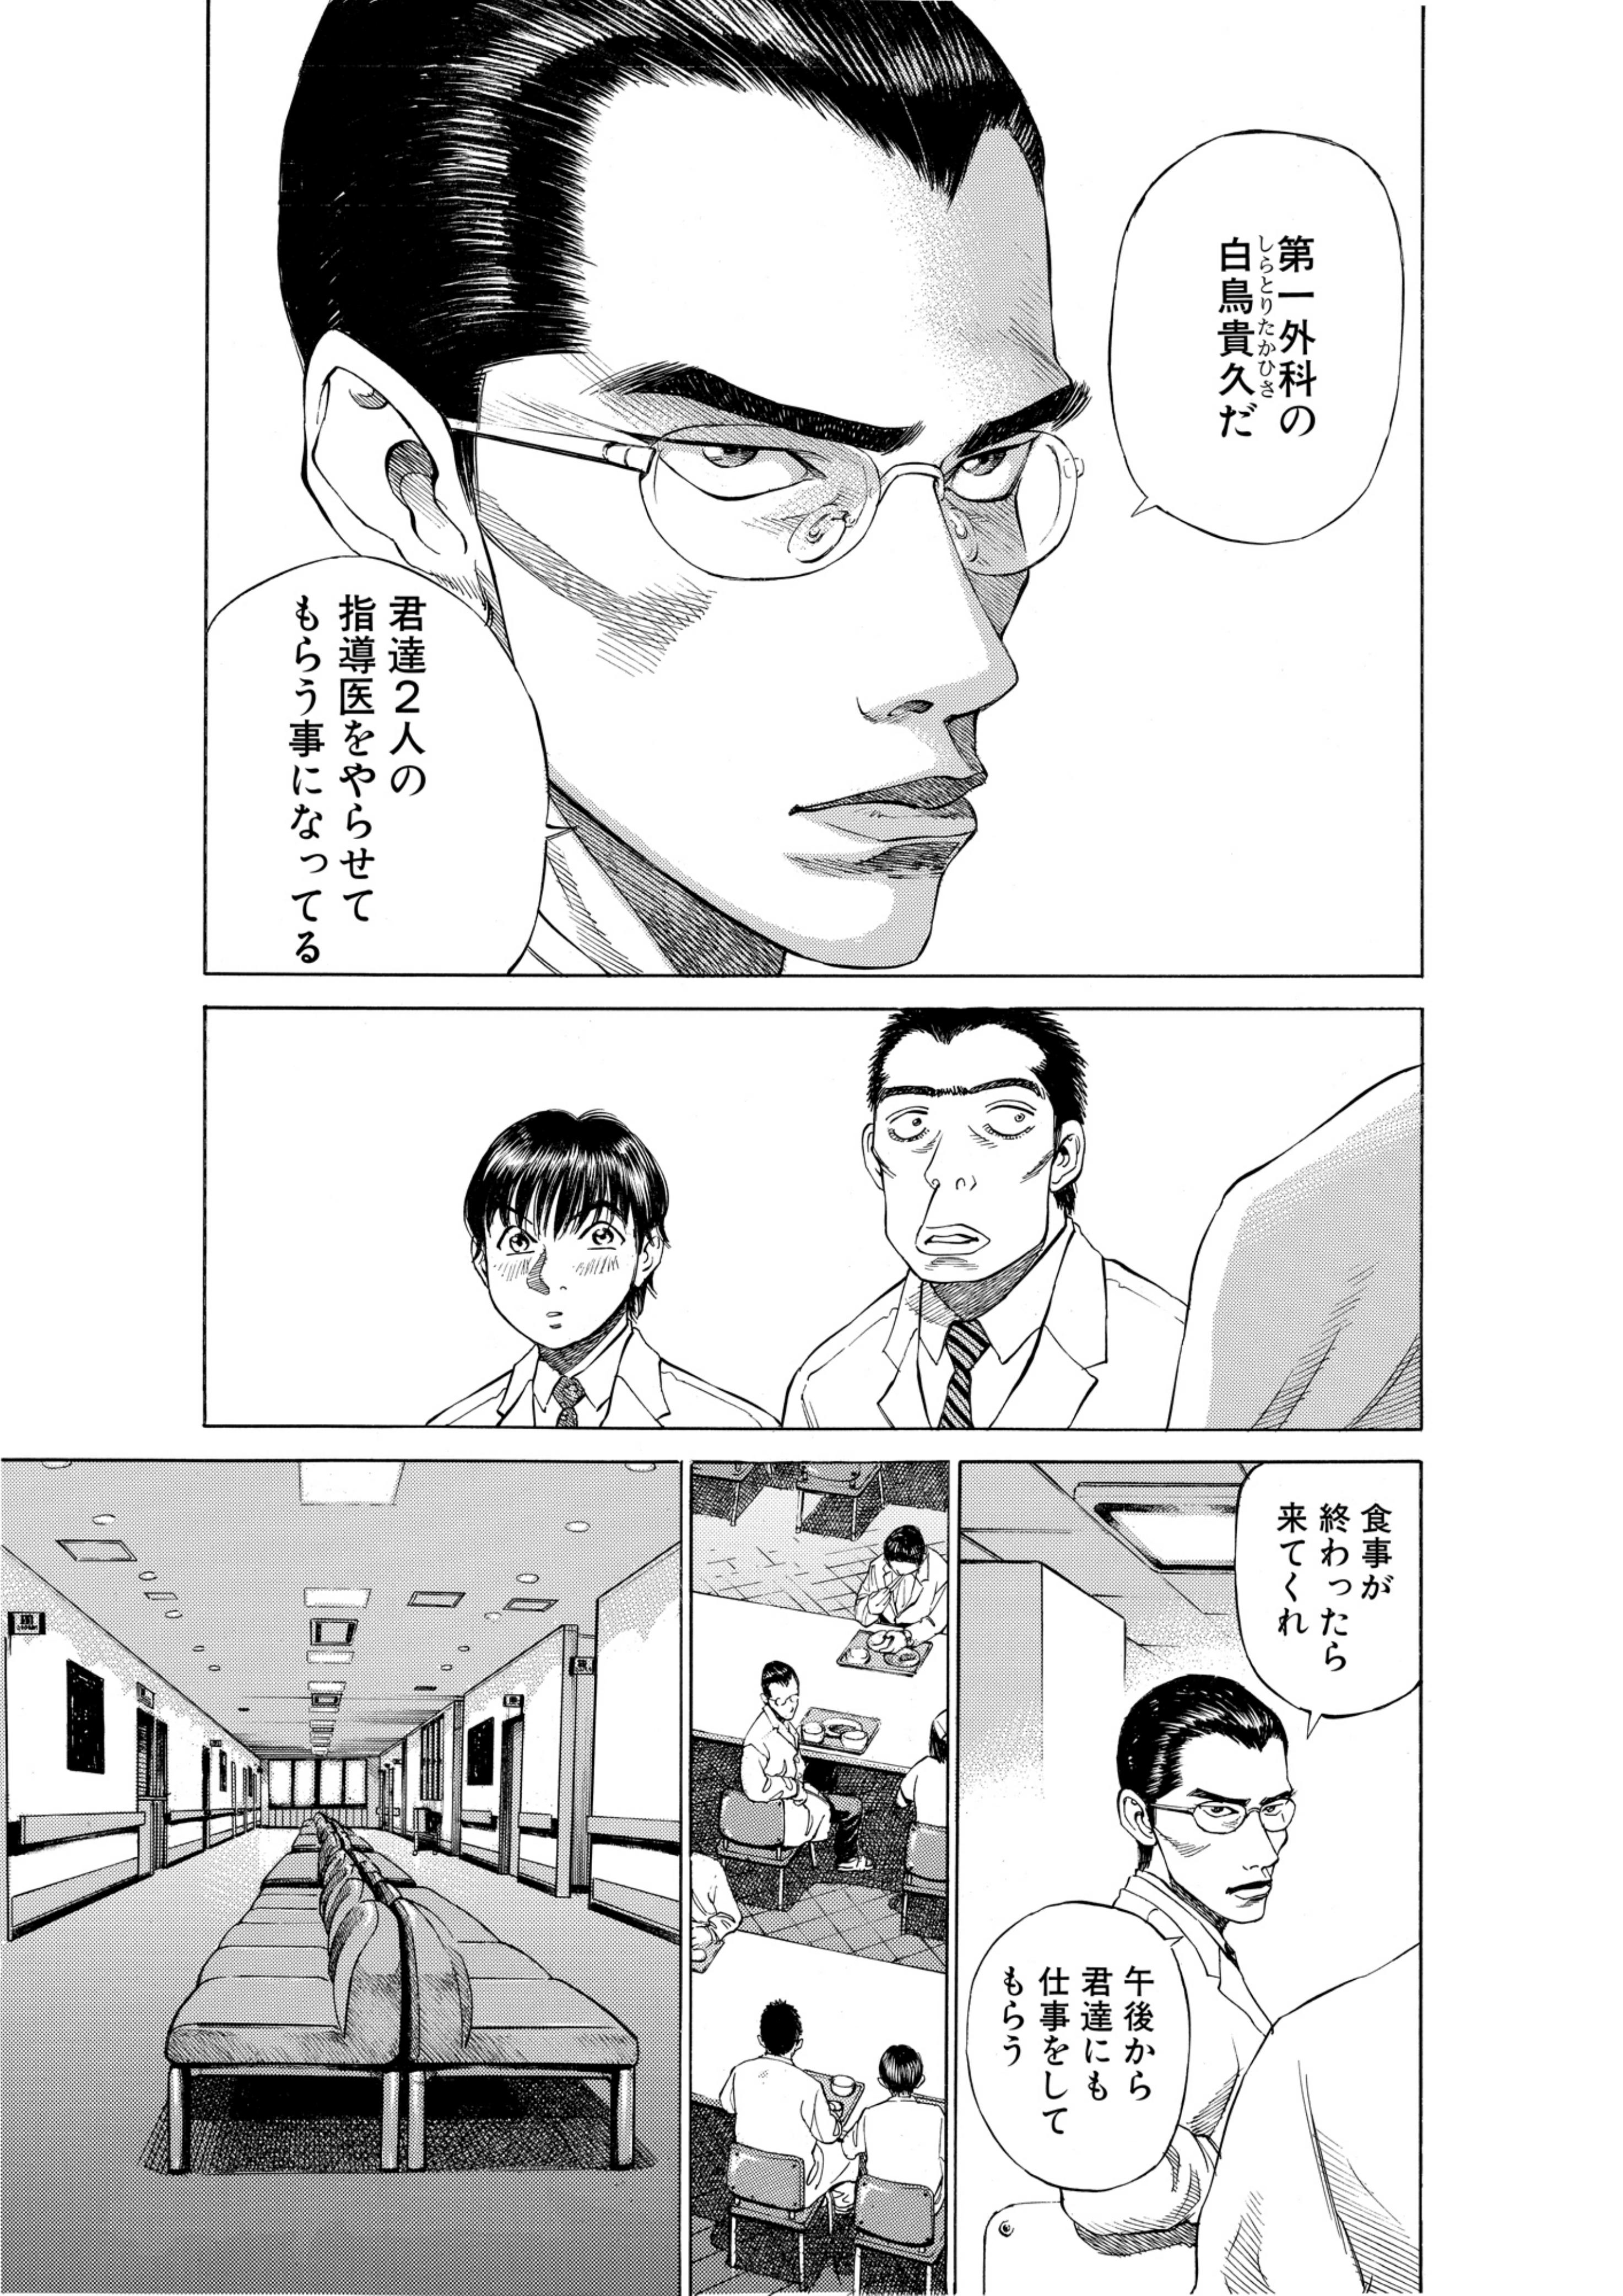 第一外科の
しらとりたかひさ
白鳥貴久だ
君達２人の
指導医をやらせて
もらう事になってる
食事が
終わったら
来てくれ
午後から
君達にも
仕事をして
もらう